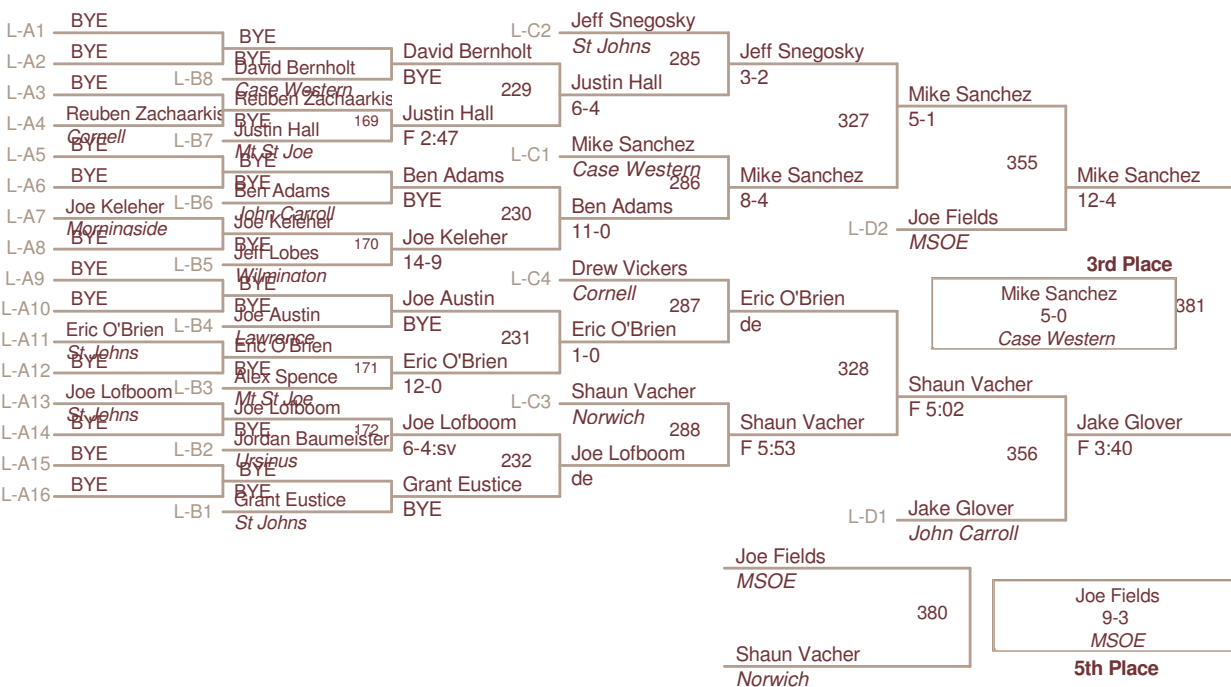 L-A1
BYE
L-A2
BYE
L-A3
BYE
L-A4
Reuben Zachaarkis
Cornell
L-A5
BYE
L-A6
BYE
L-A7
Joe Keleher
Morningside
L-A8
BYE
L-A9
BYE
L-A10
BYE
L-A11
Eric O'Brien
St Johns
L-A12
BYE
L-A13
Joe Lofboom
St Johns
L-A14
BYE
L-A15
BYE
L-A16
BYE
BYE
BYE
L-B8
David Bernholt
Case Western
Reuben Zachaarkis
BYE
169
L-B7
Justin Hall
Mt St Joe
BYE
BYE
L-B6
Ben Adams
John Carroll
Joe Keleher
BYE
170
L-B5
Jeff Lobes
Wilmington
BYE
BYE
L-B4
Joe Austin
Lawrence
Eric O'Brien
BYE
171
L-B3
Alex Spence
Mt St Joe
Joe Lofboom
BYE
172
L-B2
Jordan Baumeister
Ursinus
BYE
BYE
L-B1
Grant Eustice
St Johns
David Bernholt
BYE
229
Justin Hall
F 2:47
Ben Adams
BYE
230
Joe Keleher
14-9
Joe Austin
BYE
231
Eric O'Brien
12-0
Joe Lofboom
6-4:sv
232
Grant Eustice
BYE
L-C2
Jeff Snegosky
St Johns
285
Justin Hall
6-4
L-C1
Mike Sanchez
Case Western
286
Ben Adams
11-0
L-C4
Drew Vickers
Cornell
287
Eric O'Brien
1-0
L-C3
Shaun Vacher
Norwich
288
Joe Lofboom
de
Jeff Snegosky
3-2
327
Mike Sanchez
8-4
Eric O'Brien
de
328
Shaun Vacher
F 5:53
Mike Sanchez
5-1
355
L-D2
Joe Fields
MSOE
Shaun Vacher
F 5:02
356
L-D1
Jake Glover
John Carroll
Mike Sanchez
12-4
3rd Place
Mike Sanchez
5-0
Case Western
381
Jake Glover
F 3:40
Joe Fields
MSOE
380
Shaun Vacher
Norwich
Joe Fields
9-3
MSOE
5th Place